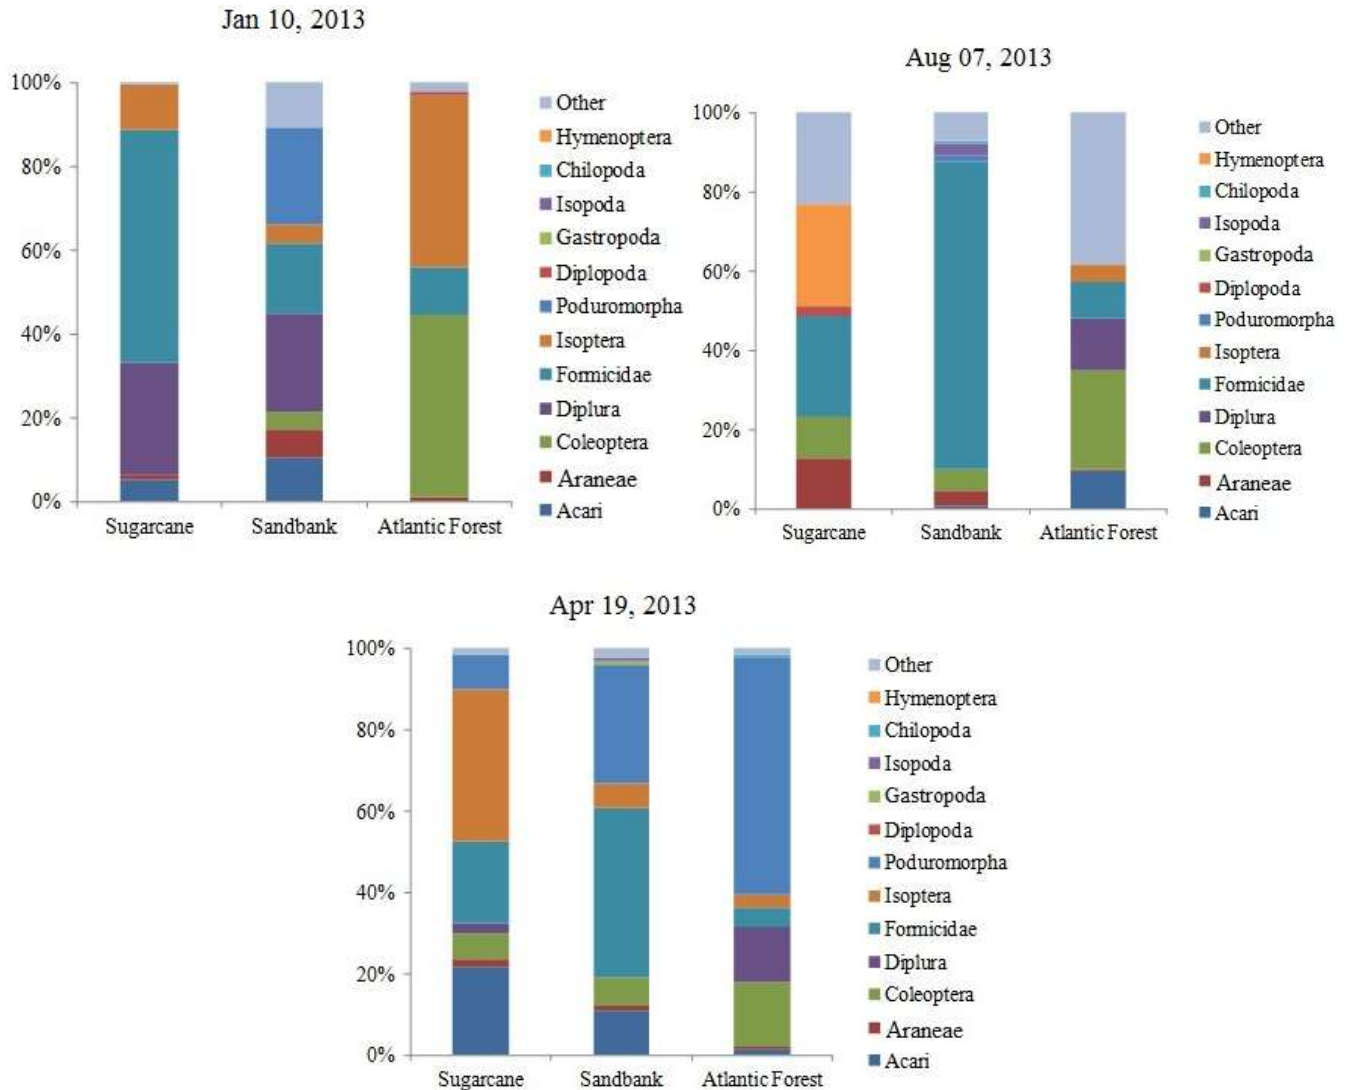 Jan 10, 2013
100%
80%
60%
40%
20%
0%
Sugarcane Sandbank Atlantic Forest
Other
Hymenoptera
Chilopoda
Isopoda
Gastropoda
Diplopoda
Poduromorpha
Isoptera
Formicidae
Diplura
Coleoptera
Araneae
Acari
Aug 07, 2013
100%
80%
60%
40%
20%
0%
Sugarcane Sandbank Atlantic Forest
Other
Hymenoptera
Chilopoda
Isopoda
Gastropoda
Diplopoda
Poduromorpha
Isoptera
Formicidae
Diplura
Coleoptera
Araneae
Acari
Apr 19, 2013
100%
80%
60%
40%
20%
0%
Sugarcane Sandbank Atlantic Forest
Other
Hymenoptera
Chilopoda
Isopoda
Gastropoda
Diplopoda
Poduromorpha
Isoptera
Formicidae
Diplura
Coleoptera
Araneae
Acari